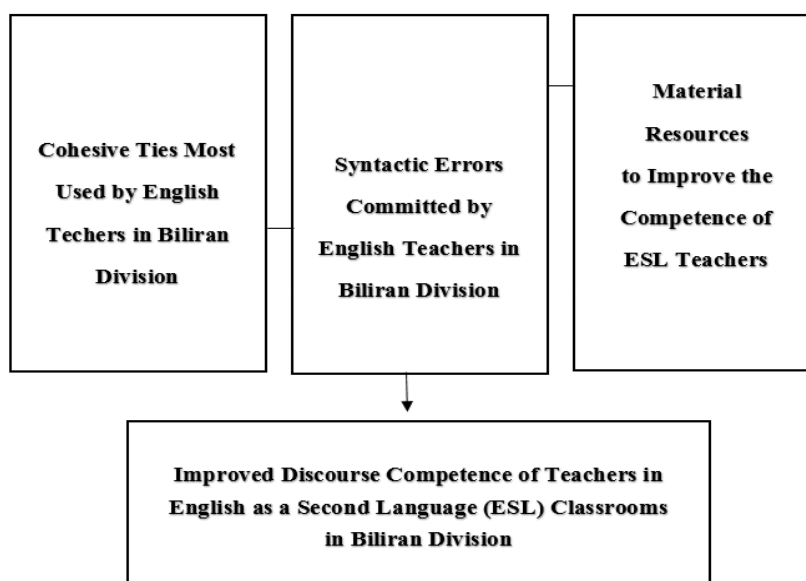 Cohesive Ties Most
Used by English
Techers in Biliran
Division
Syntactic Errors
Committed by
English Teachers in
Biliran Division
Material
Resources
to Improve the
Competence of
ESL Teachers
Improved Discourse Competence of Teachers in
English as a Second Language (ESL) Classrooms
in Biliran Division